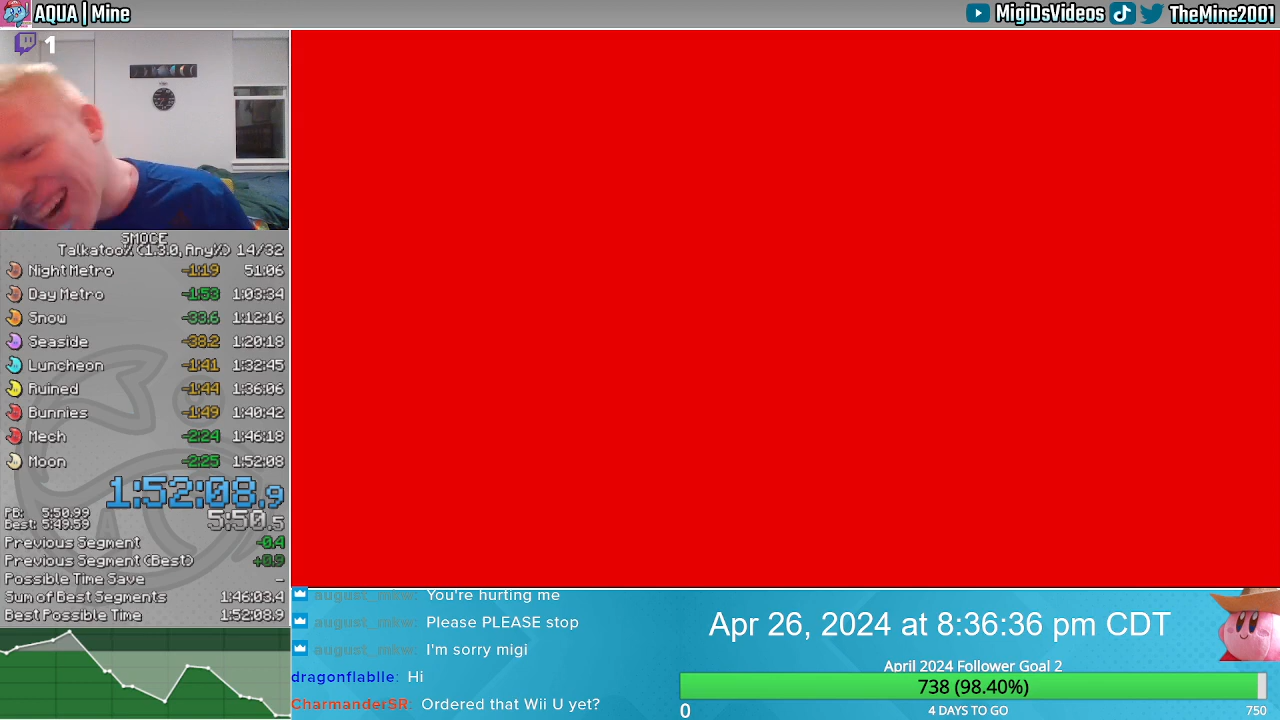 AQUA | Mine
MigiDsVideos TheMine2001
1
SMOCE
Talkatoo% (1.3.0, Any%) 14/32
Night Metro -1:19 51:06
Day Metro -1:53 1:03:34
Snow -33.6 1:12:16
Seaside -38.2 1:20:18
Luncheon -1:41 1:32:45
Ruined -1:44 1:36:06
Bunnies -1:49 1:40:42
Mech -2:24 1:46:18
Moon -2:25 1:52:08
1:52:08.9
PB: 5:50.99
Best: 5:49.59
5:50.5
Previous Segment -0.4
Previous Segment (Best) +0.9
Possible Time Save -
Sum of Best Segments 1:46:03.4
Best Possible Time 1:52:08.9
august_mikw: You're hurting me
august_mikw: Please PLEASE stop
august_mikw: I'm sorry migi
dragonflablle: Hi
CharmanderSR: Ordered that Wii U yet?
Apr 26, 2024 at 8:36:36 pm CDT
April 2024 Follower Goal 2
738 (98.40%)
0 4 DAYS TO GO 750